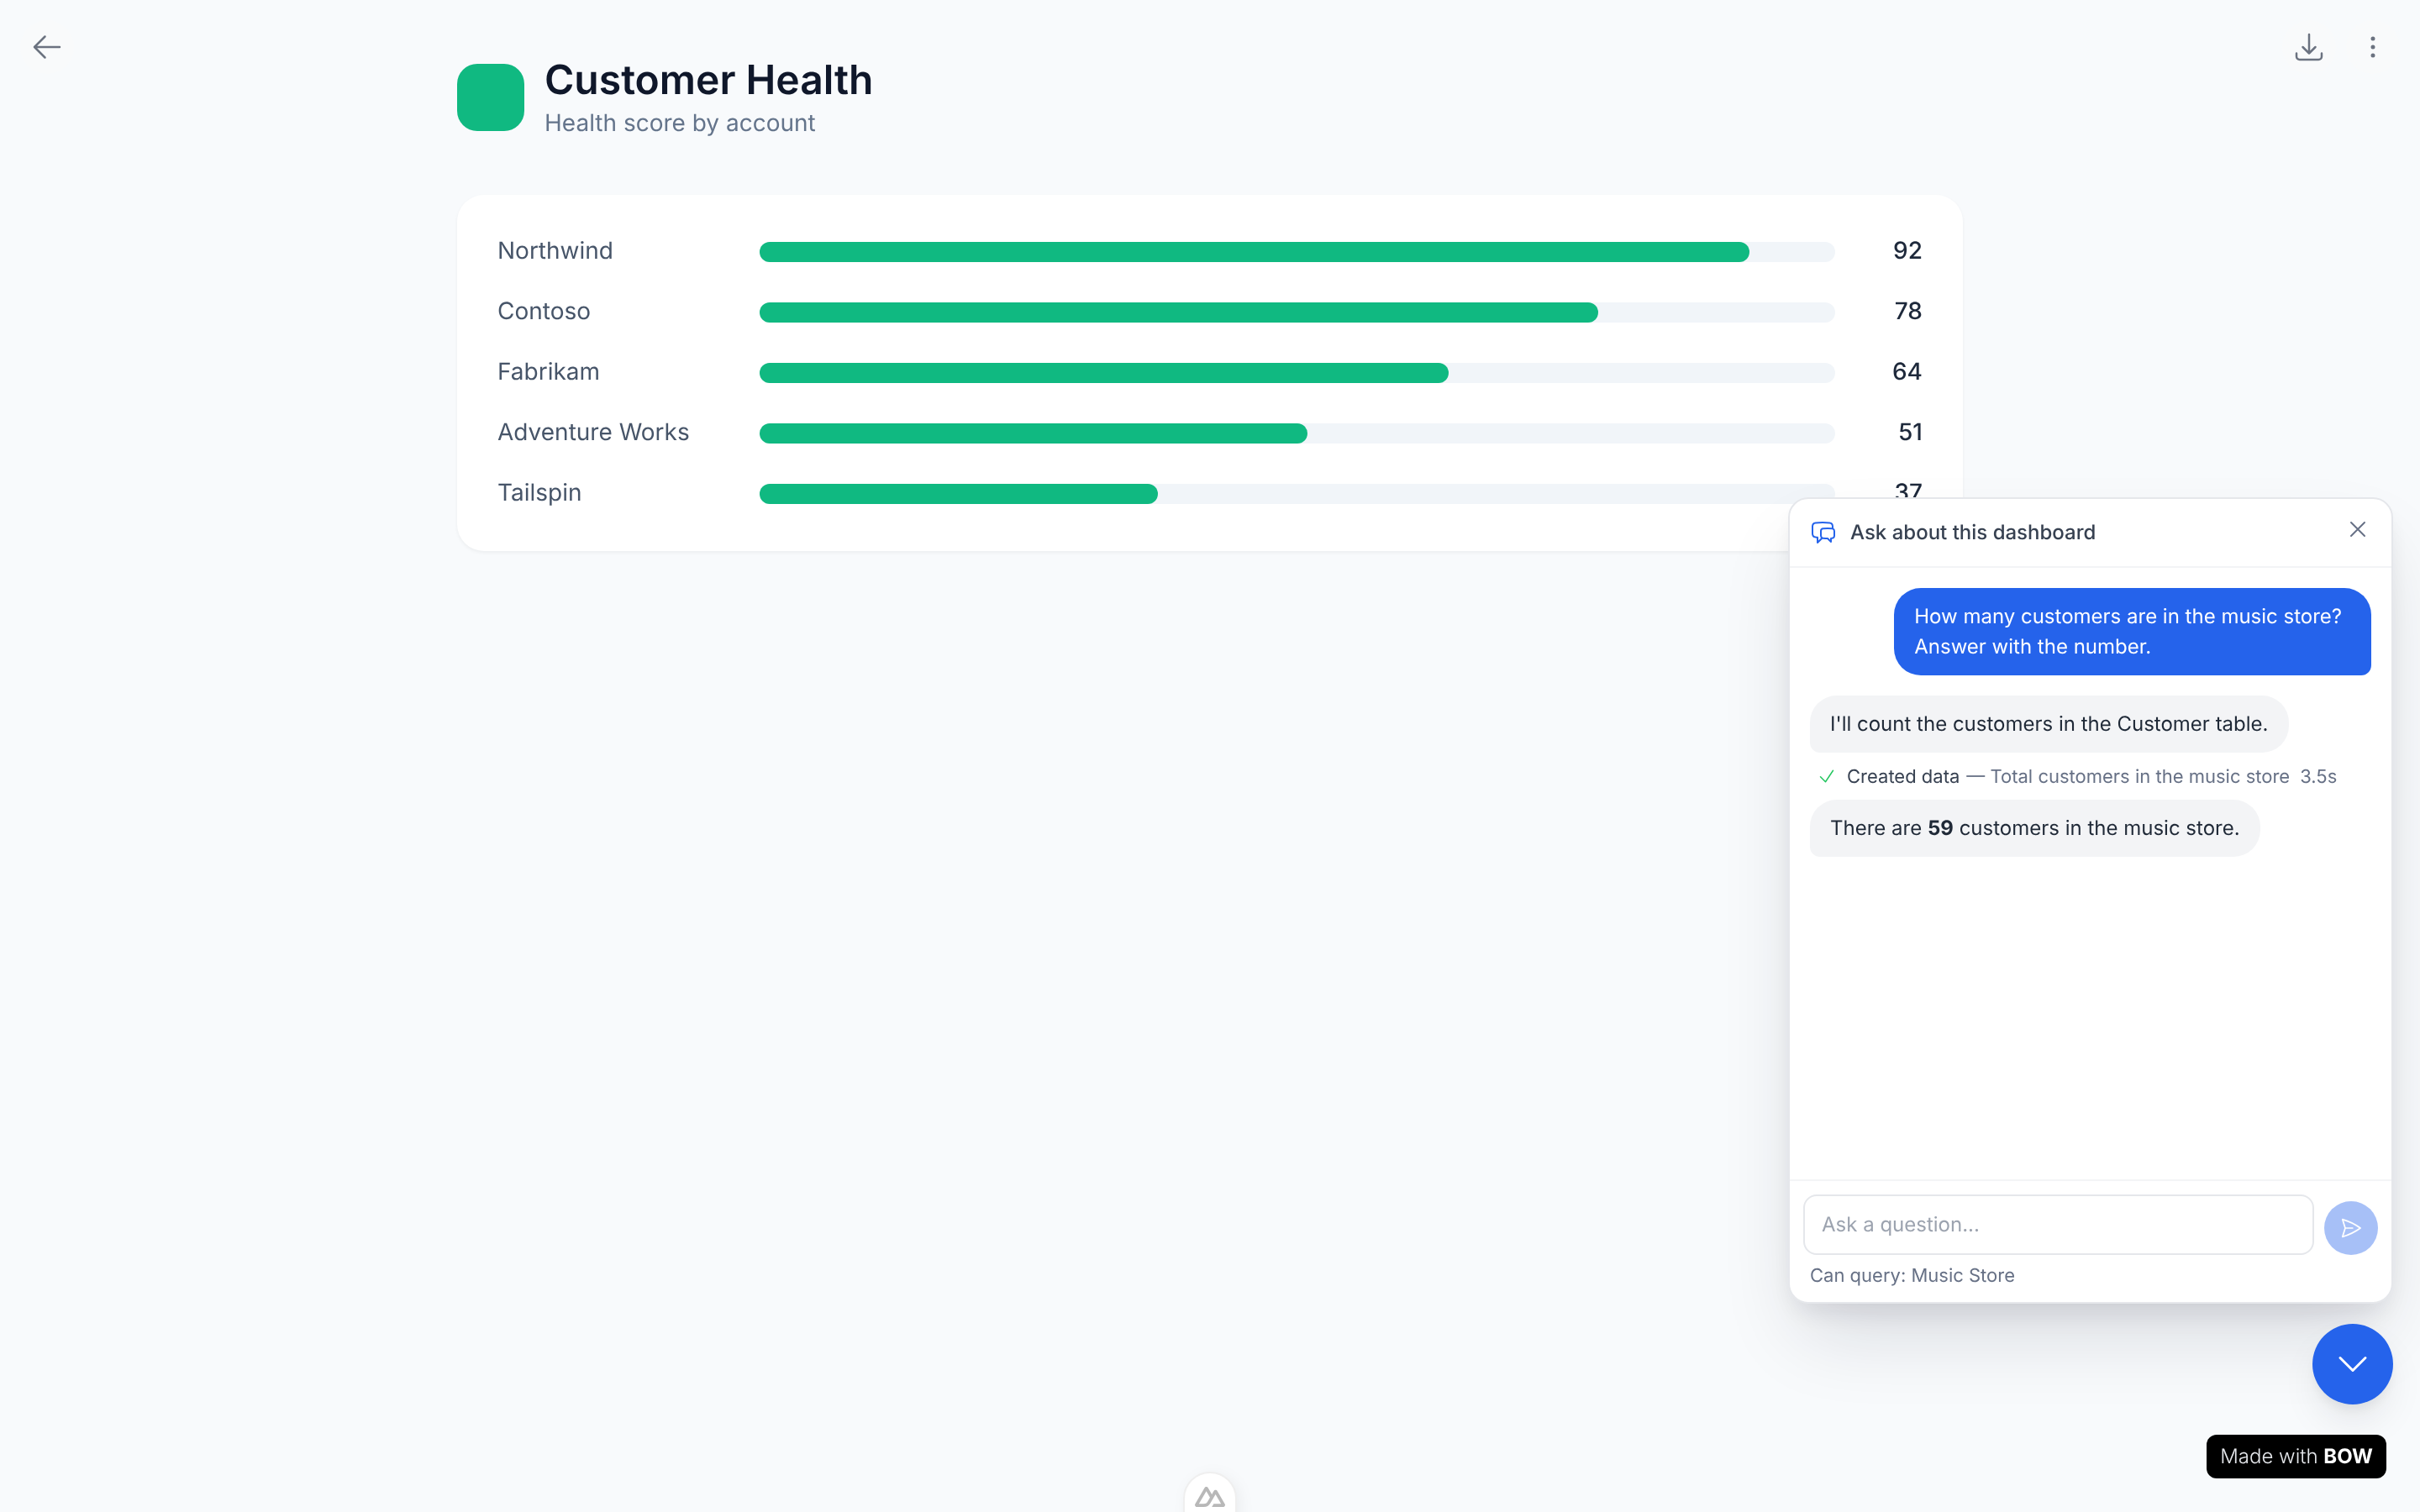 Customer Health
Health score by account
Northwind 92
Contoso 78
Fabrikam 64
Adventure Works 51
Tailspin 37
Ask about this dashboard
How many customers are in the music store?
Answer with the number.
I'll count the customers in the Customer table.
Created data — Total customers in the music store 3.5s
There are 59 customers in the music store.
Ask a question...
Can query: Music Store
Made with BOW